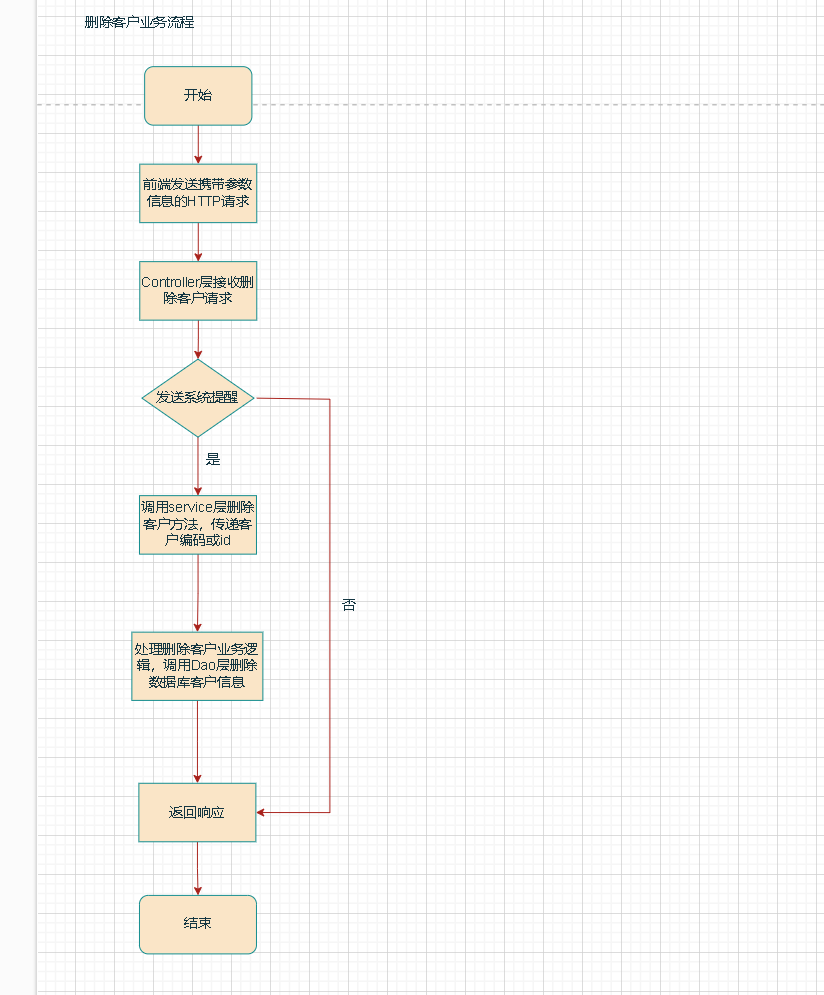 删除客户业务流程
开始
前端发送携带参数
信息的HTTP请求
Controller层接收删
除客户请求
发送系统提醒
是
调用service层删除
客户方法，传递客
户编码或id
否
处理删除客户业务逻
辑，调用Dao层删除
数据库客户信息
返回响应
结束